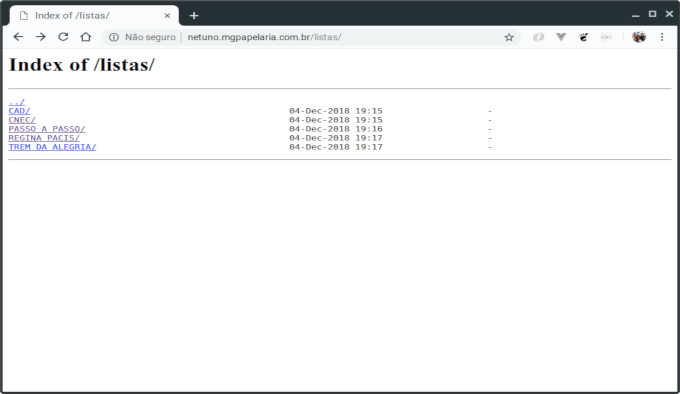 Index of /listas/
Não seguro | netuno.mgpapelaria.com.br/listas/
Index of /listas/
../
CAD/ 04-Dec-2018 19:15 -
CNEC/ 04-Dec-2018 19:15 -
PASSO A PASSO/ 04-Dec-2018 19:16 -
REGINA PACIS/ 04-Dec-2018 19:17 -
TREM DA ALEGRIA/ 04-Dec-2018 19:17 -